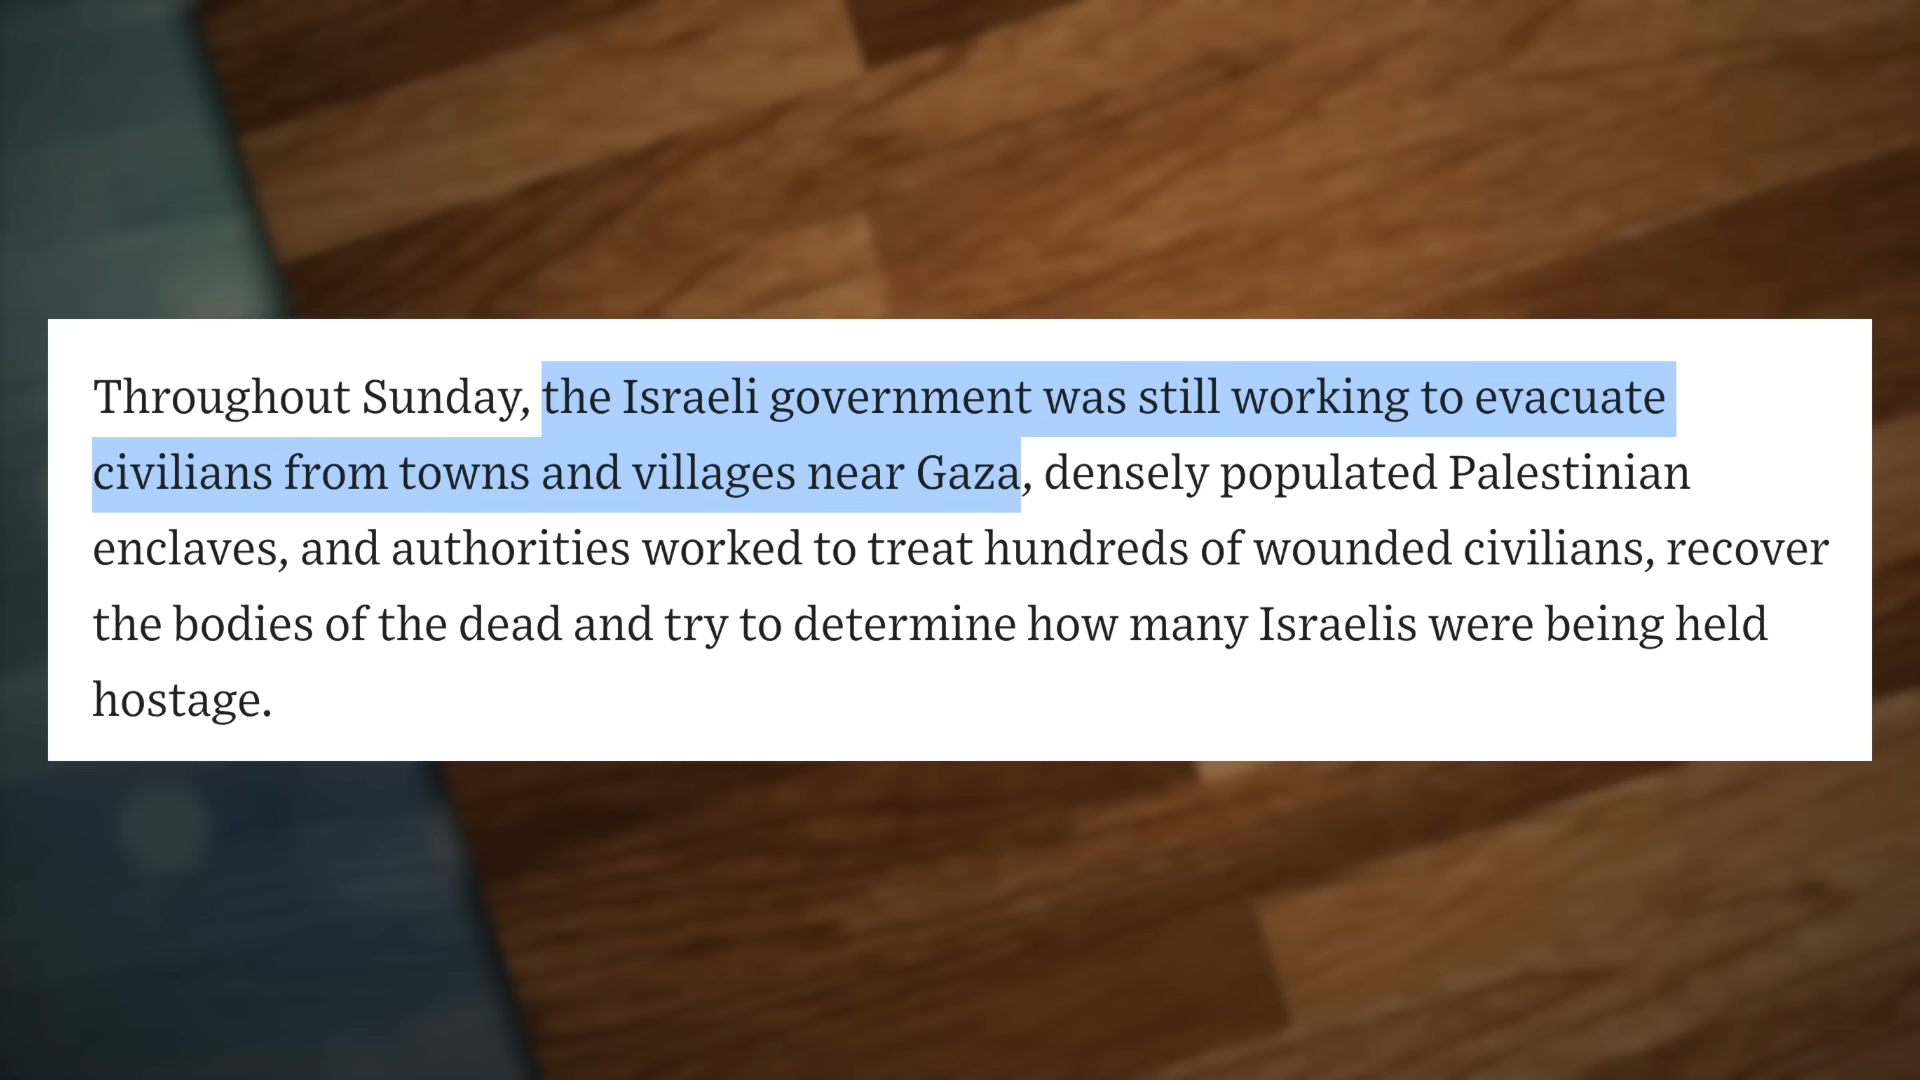 Throughout Sunday, the Israeli government was still working to evacuate
civilians from towns and villages near Gaza, densely populated Palestinian
enclaves, and authorities worked to treat hundreds of wounded civilians, recover
the bodies of the dead and try to determine how many Israelis were being held
hostage.